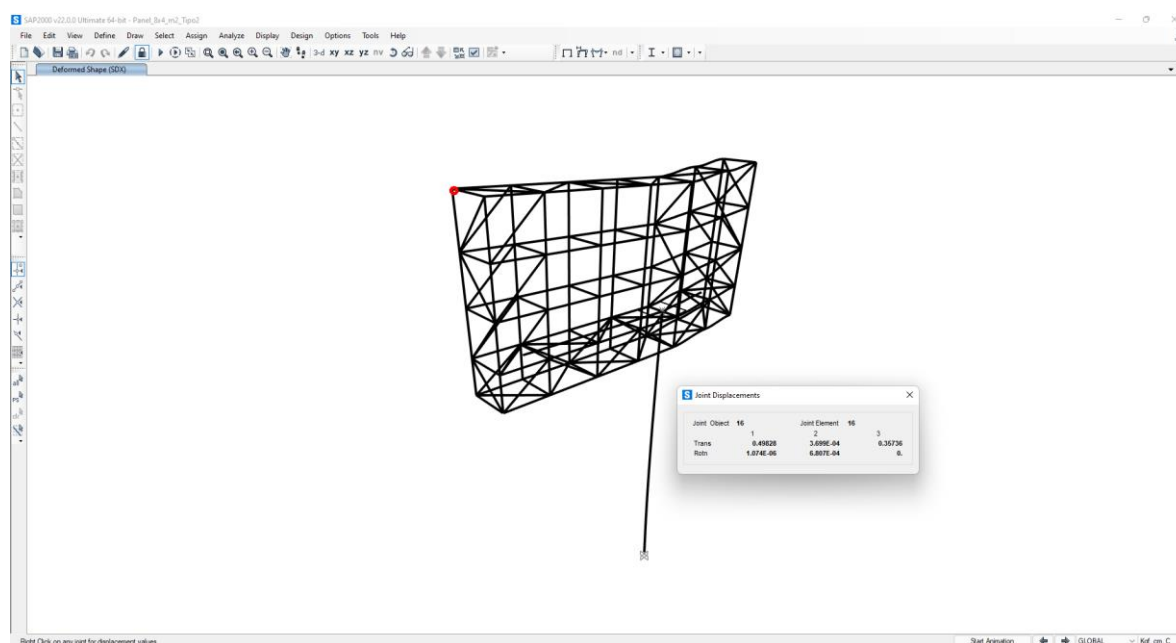 SAP2000 v22.0.0 Ultimate 64-bit - Panel_8x4_m2_Tipo2
File Edit View Define Draw Select Assign Analyze Display Design Options Tools Help
3-d xy xz yz nv nd
Deformed Shape (SDX)
Joint Displacements
Joint Object 16 Joint Element 16
1 2 3
Trans 0.49828 3.699E-04 0.35736
Rotn 1.074E-06 6.807E-04 0.
Right Click on any joint for displacement values
Start Animation GLOBAL Kgf, cm, C